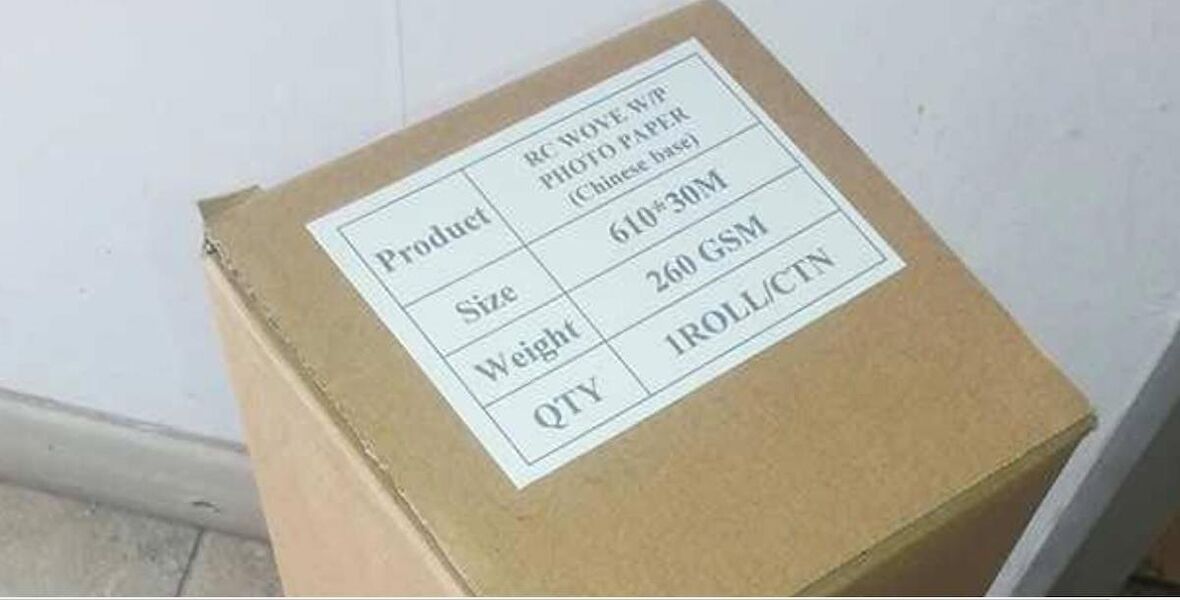 Product
RC WOVE W/P
PHOTO PAPER
(Chinese base)
Size
610*30M
Weight
260 GSM
QTY
1ROLL/CTN